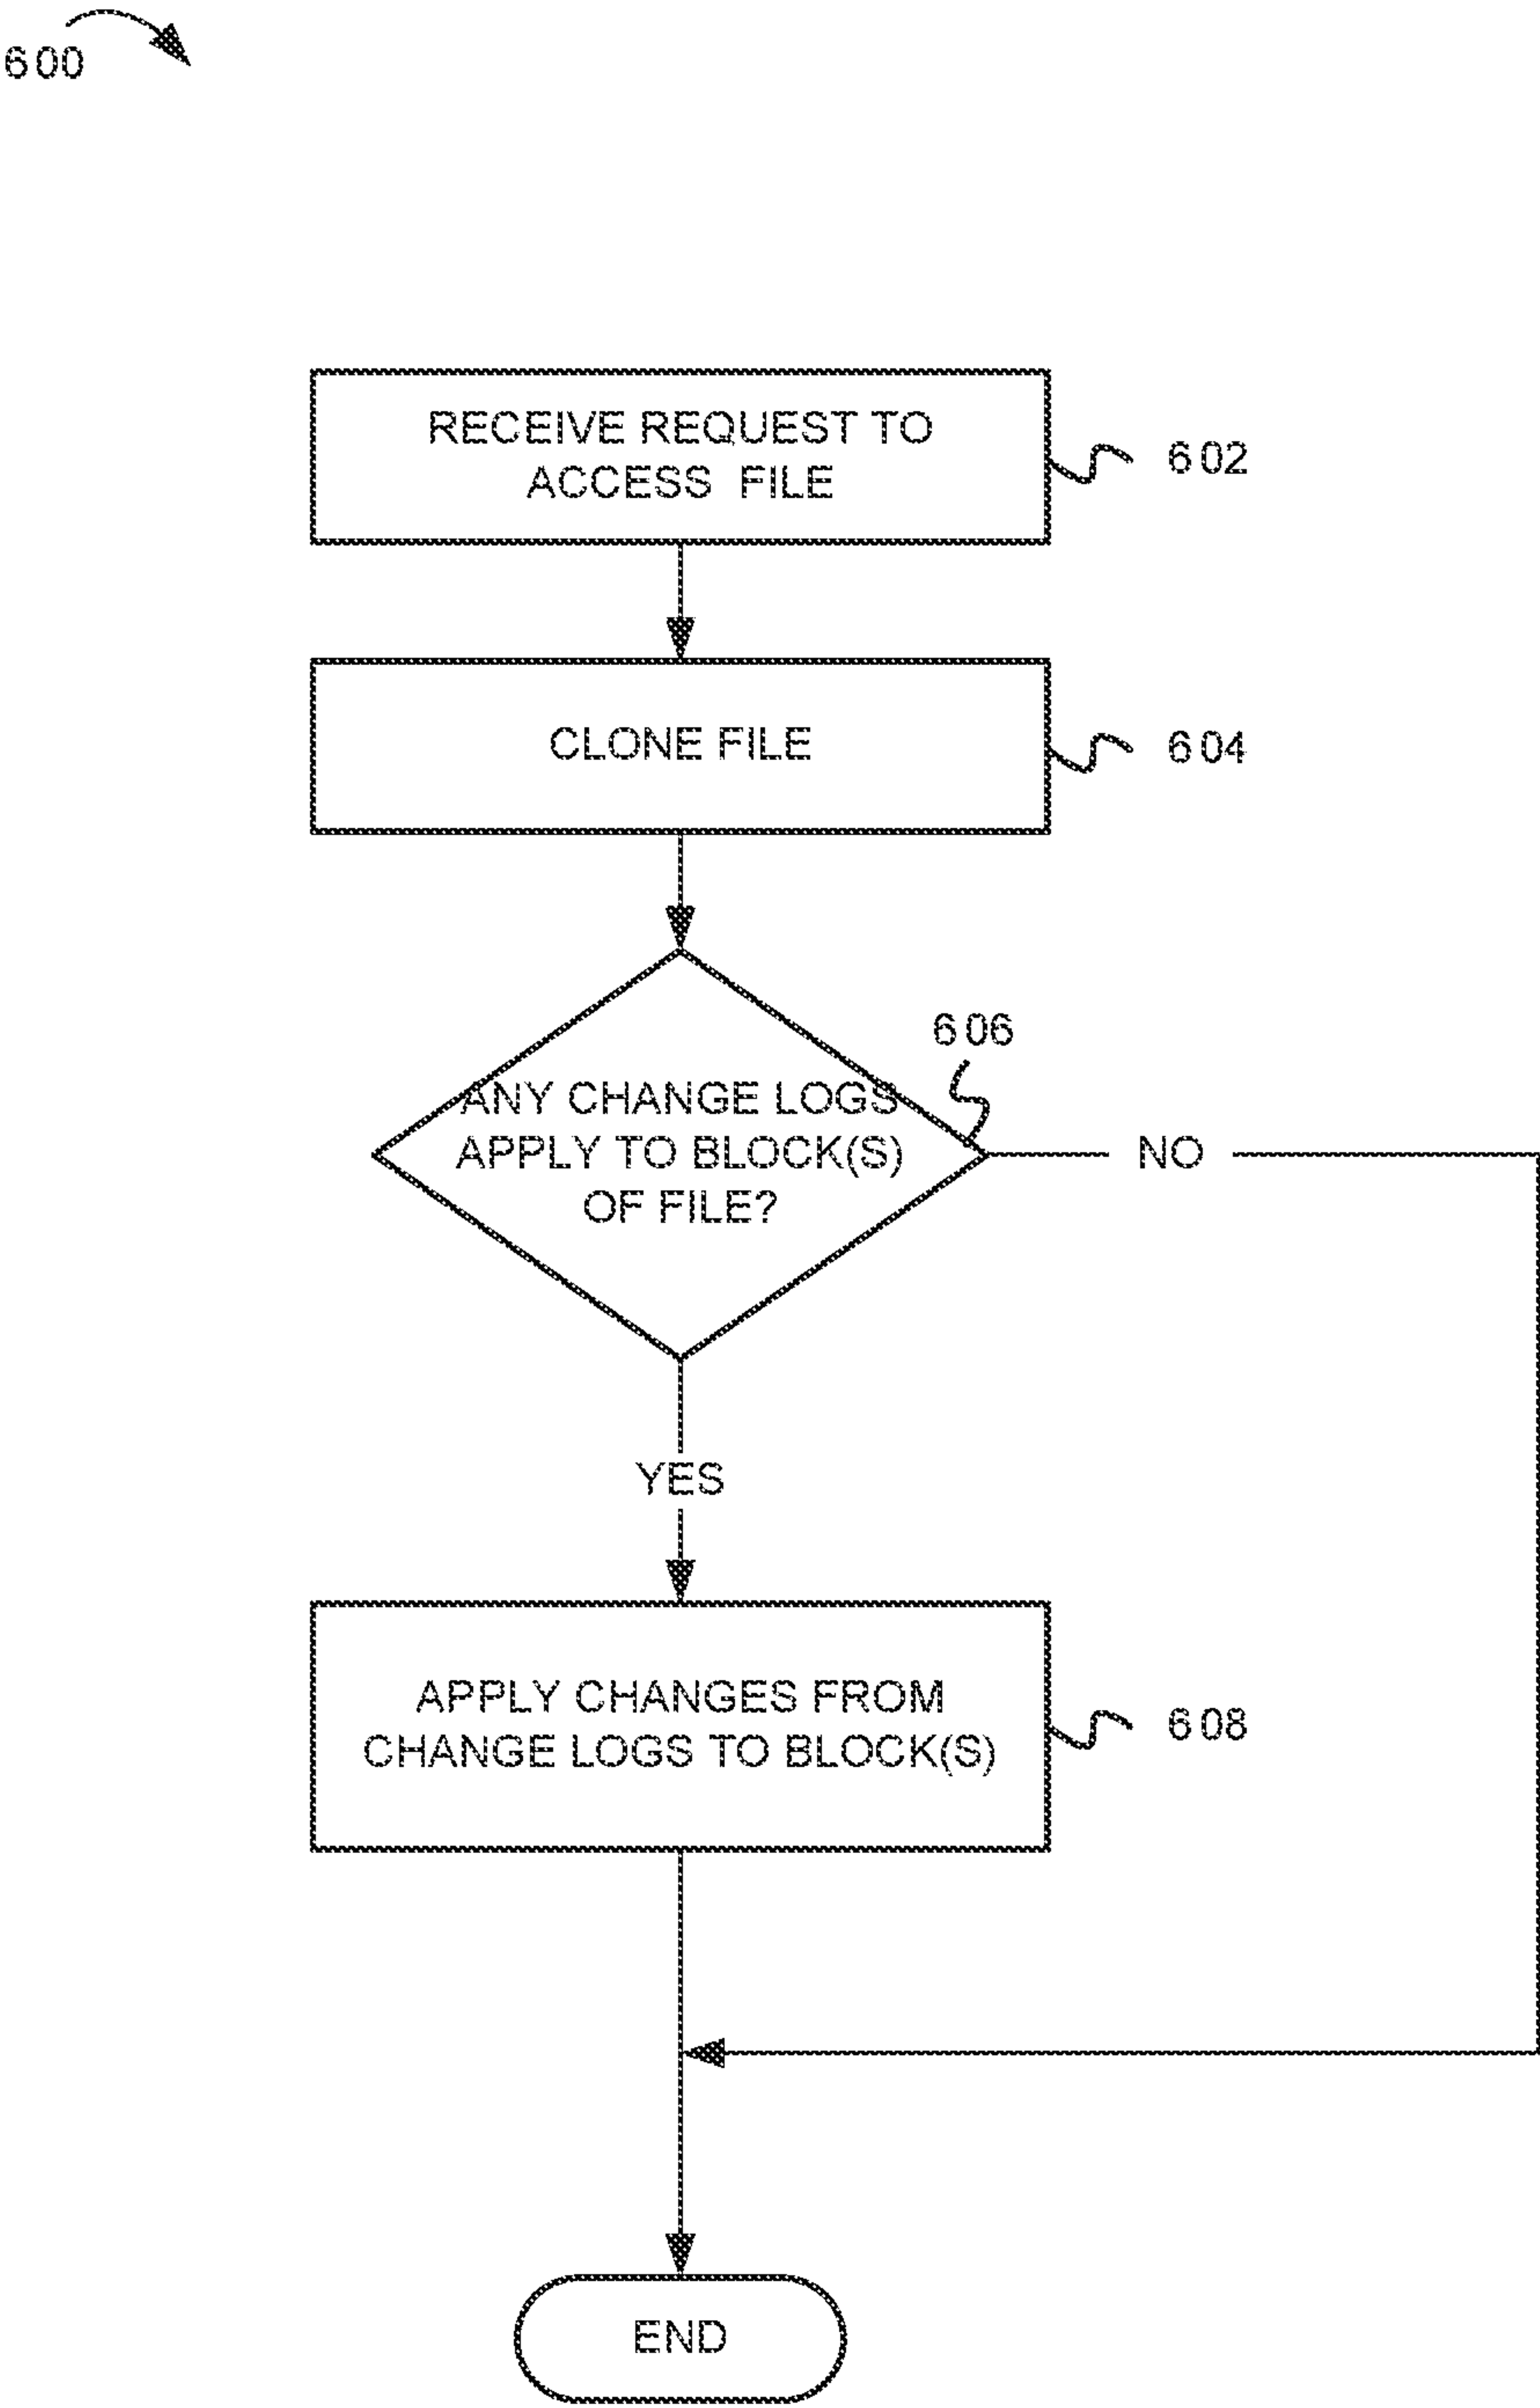 600
RECEIVE REQUEST TO
ACCESS FILE
602
CLONE FILE
604
606
ANY CHANGE LOGS
APPLY TO BLOCK(S)
OF FILE?
NO
YES
APPLY CHANGES FROM
CHANGE LOGS TO BLOCK(S)
608
END